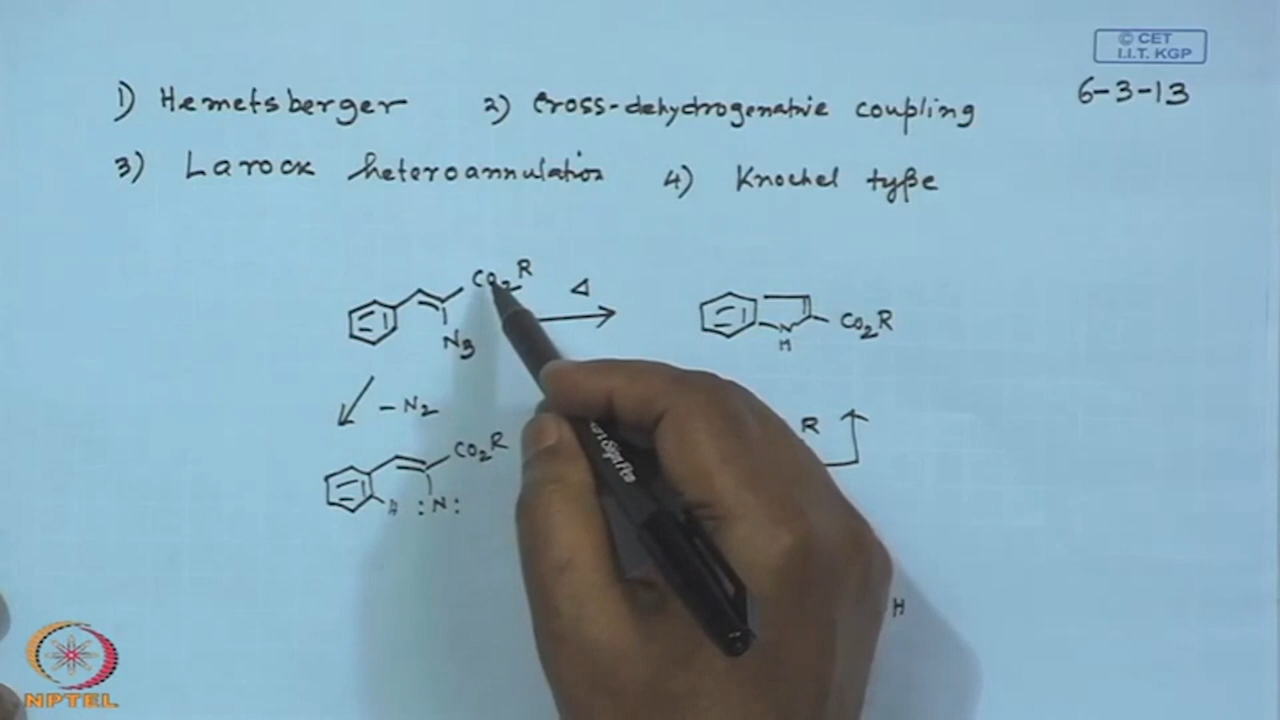 © CET
I.I.T. KGP
6-3-13
1) Hemetsberger 2) Cross-dehydrogenative coupling
3) Larock heteroannulation 4) Knochel type
CO2R Δ
N3
N H CO2R
- N2
CO2R
H :N:
R
H
NPTEL